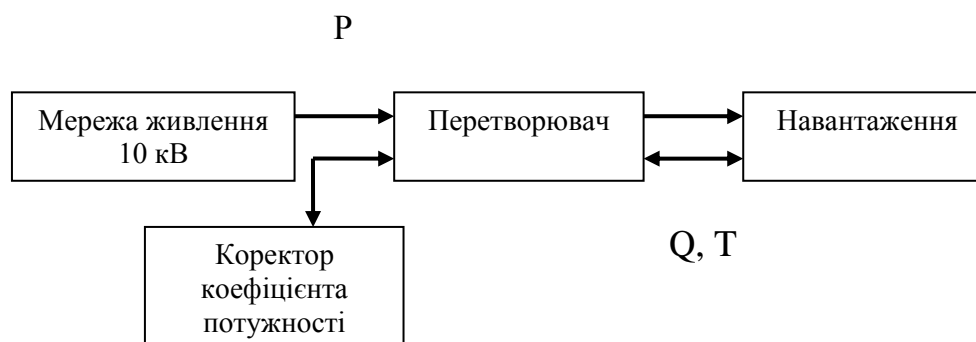 P
Мережа живлення
10 кВ
Перетворювач
Навантаження
Q, T
Коректор
коефіцієнта
потужності